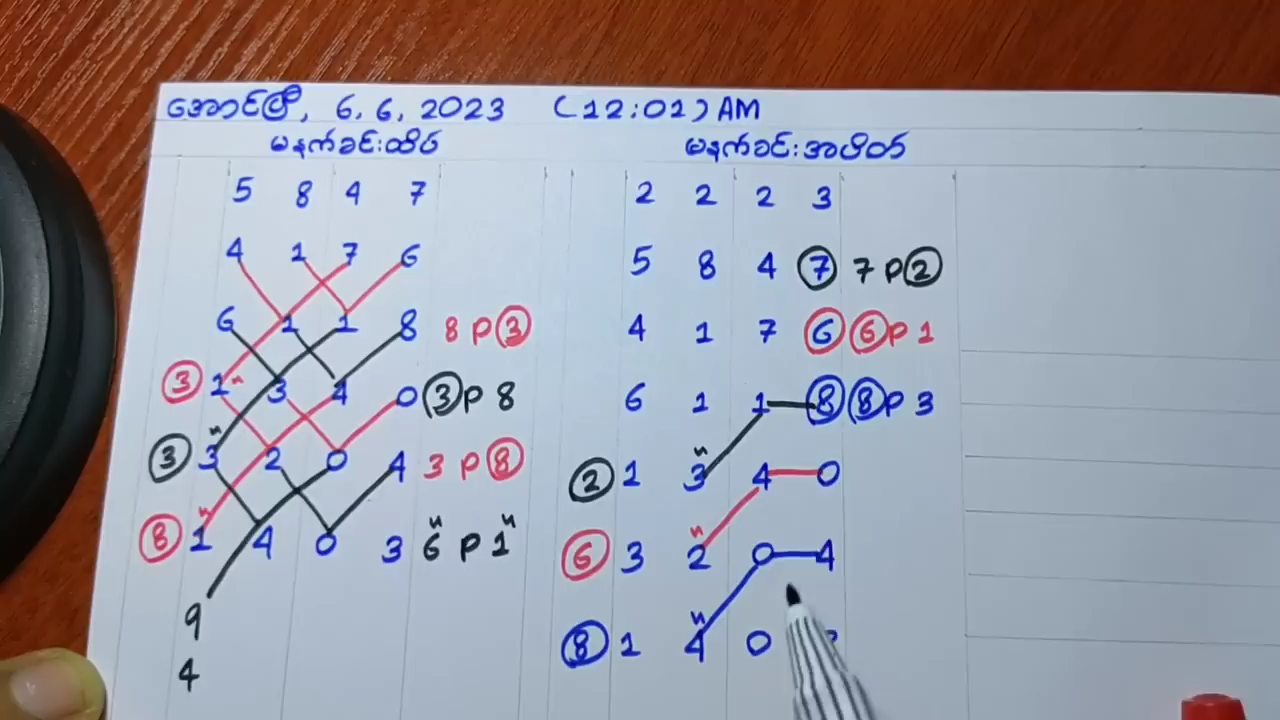 အောင်ဗြီ, 6, 6, 2023 (12:01) AM
မနက်ခင်းထိပ် မနက်ခင်းအပိတ်
5 8 4 7 2 2 2 3
4 1 7 6 5 8 4 7 7 P 2
6 1 1 8 8 P 3 4 1 7 6 6 P 1
3 1 " 3 4 0 3 P 8 6 1 1 8 8 P 3
3 3 " 2 0 4 3 P 8 2 1 3 " 4 0
8 1 " 4 0 3 6 " P 1 " 6 3 2 " 0 4
9 8 1 4 " 0
4